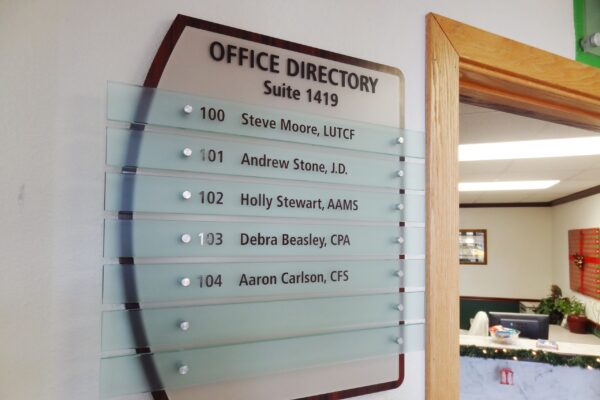 OFFICE DIRECTORY
Suite 1419
100 Steve Moore, LUTCF
101 Andrew Stone, J.D.
102 Holly Stewart, AAMS
103 Debra Beasley, CPA
104 Aaron Carlson, CFS